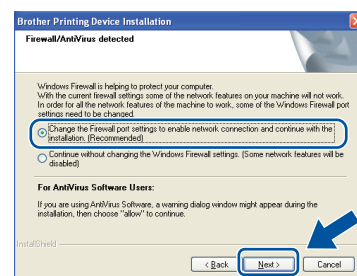 Brother Printing Device Installation
Firewall/AntiVirus detected
Windows Firewall is helping to protect your computer.
With the current firewall settings some of the network features on your machine will not work.
In order for all the network features of the machine to work, some of the Windows Firewall port
settings need to be changed.
Change the Firewall port settings to enable network connection and continue with the
installation. (Recommended)
Continue without changing the Windows Firewall settings. (Some network features will be
disabled)
For AntiVirus Software Users:
If you are using AntiVirus Software, a warning dialog window might appear during the
installation, then choose "allow" to continue.
InstallShield
< Back
Next >
Cancel